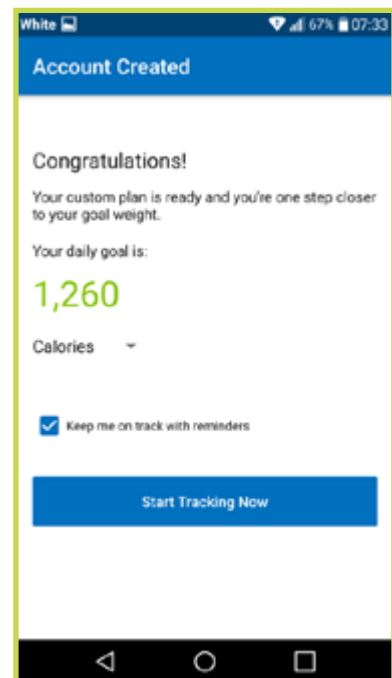 White 67% 07:33
Account Created
Congratulations!
Your custom plan is ready and you're one step closer
to your goal weight.
Your daily goal is:
1,260
Calories
Keep me on track with reminders
Start Tracking Now